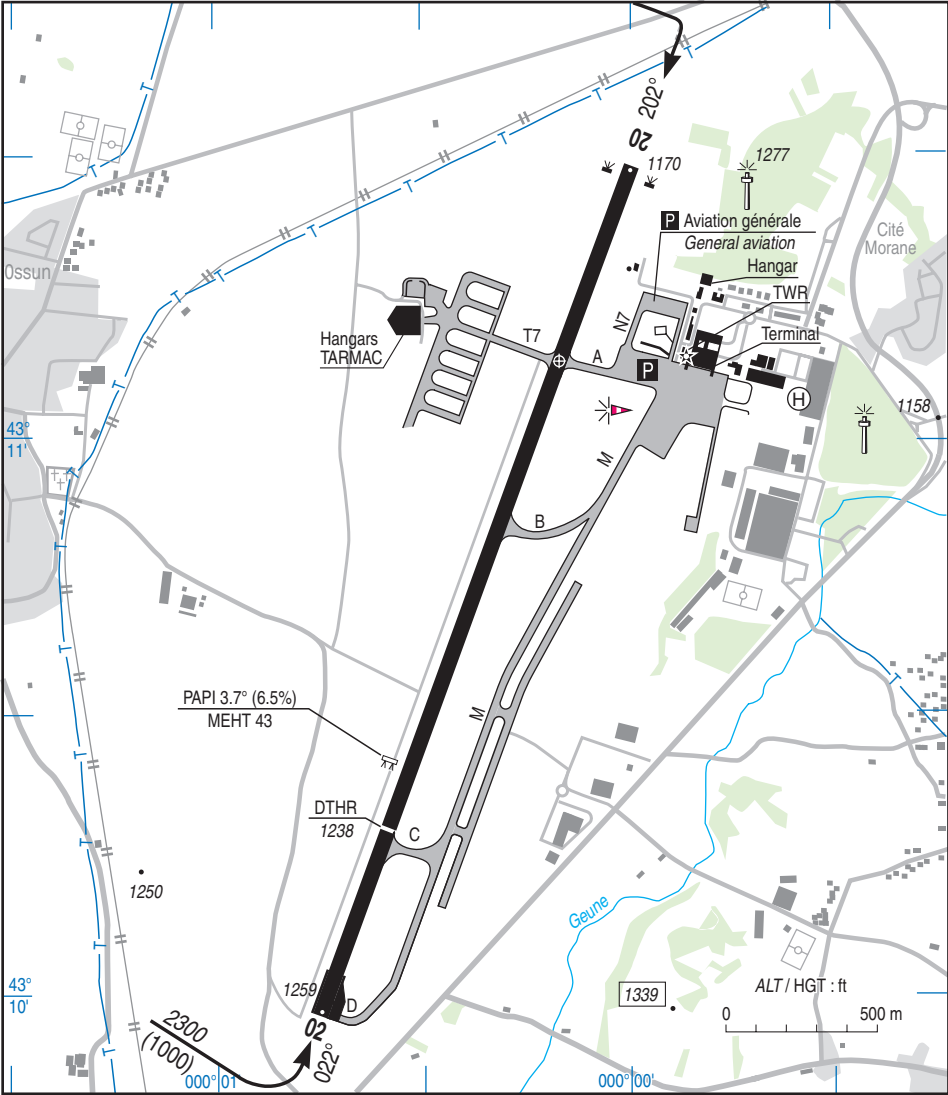 202°
20
1170
1277
P Aviation générale
General aviation
Cité
Morane
Hangar
Ossun
TWR
N7
Hangars
TARMAC
T7
A
Terminal
P
H
1158
43°
11'
M
B
PAPI 3.7° (6.5%)
MEHT 43
M
DTHR
1238
C
1250
Geune
43°
10'
1259
D
1339
ALT / HGT : ft
0
500 m
02
022°
2300
(1000)
000° 01'
000° 00'
T